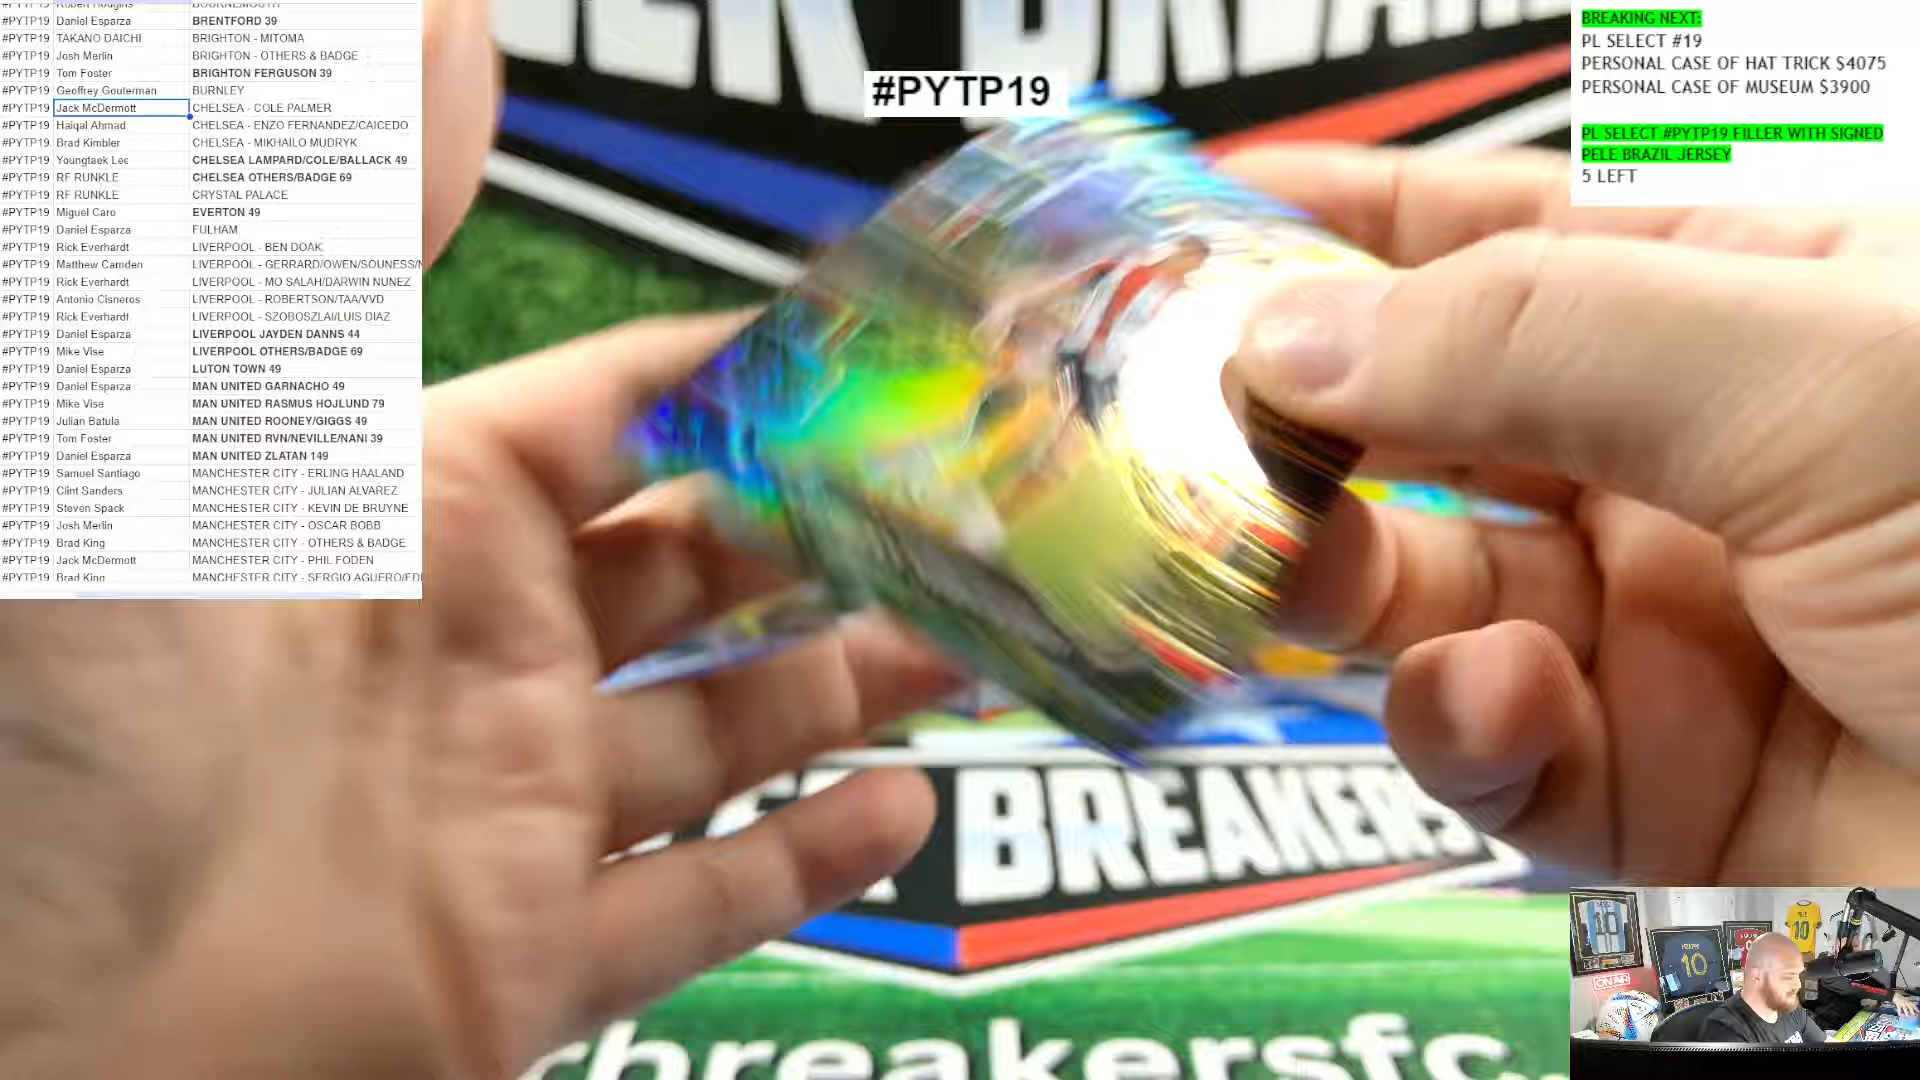 #PYTP19 Daniel Esparza BRENTFORD 39
#PYTP19 TAKANO DAICHI BRIGHTON - MITOMA
#PYTP19 Josh Merlin BRIGHTON - OTHERS & BADGE
#PYTP19 Tom Foster BRIGHTON FERGUSON 39
#PYTP19 Geoffrey Gouterman BURNLEY
#PYTP19 Jack McDermott CHELSEA - COLE PALMER
#PYTP19 Haiqal Ahmad CHELSEA - ENZO FERNANDEZ/CAICEDO
#PYTP19 Brad Kimbler CHELSEA - MIKHAILO MUDRYK
#PYTP19 Youngtaek Lee CHELSEA LAMPARD/COLE/BALLACK 49
#PYTP19 RF RUNKLE CHELSEA OTHERS/BADGE 69
#PYTP19 RF RUNKLE CRYSTAL PALACE
#PYTP19 Miguel Caro EVERTON 49
#PYTP19 Daniel Esparza FULHAM
#PYTP19 Rick Everhardt LIVERPOOL - BEN DOAK
#PYTP19 Matthew Camden LIVERPOOL - GERRARD/OWEN/SOUNESS/
#PYTP19 Rick Everhardt LIVERPOOL - MO SALAH/DARWIN NUNEZ
#PYTP19 Antonio Cisneros LIVERPOOL - ROBERTSON/TAA/VVD
#PYTP19 Rick Everhardt LIVERPOOL - SZOBOSZLAI/LUIS DIAZ
#PYTP19 Daniel Esparza LIVERPOOL JAYDEN DANNS 44
#PYTP19 Mike Vise LIVERPOOL OTHERS/BADGE 69
#PYTP19 Daniel Esparza LUTON TOWN 49
#PYTP19 Daniel Esparza MAN UNITED GARNACHO 49
#PYTP19 Mike Vise MAN UNITED RASMUS HOJLUND 79
#PYTP19 Julian Batula MAN UNITED ROONEY/GIGGS 49
#PYTP19 Tom Foster MAN UNITED RVN/NEVILLE/NANI 39
#PYTP19 Daniel Esparza MAN UNITED ZLATAN 149
#PYTP19 Samuel Santiago MANCHESTER CITY - ERLING HAALAND
#PYTP19 Clint Sanders MANCHESTER CITY - JULIAN ALVAREZ
#PYTP19 Steven Spack MANCHESTER CITY - KEVIN DE BRUYNE
#PYTP19 Josh Merlin MANCHESTER CITY - OSCAR BOBB
#PYTP19 Brad King MANCHESTER CITY - OTHERS & BADGE
#PYTP19 Jack McDermott MANCHESTER CITY - PHIL FODEN
#PYTP19 Brad King MANCHESTER CITY - SERGIO AGUERO/
#PYTP19
BREAKING NEXT:
PL SELECT #19
PERSONAL CASE OF HAT TRICK $4075
PERSONAL CASE OF MUSEUM $3900
PL SELECT #PYTP19 FILLER WITH SIGNED
PELE BRAZIL JERSEY
5 LEFT
BREAKERS
breakersfc.
10
10
10
ON AIR